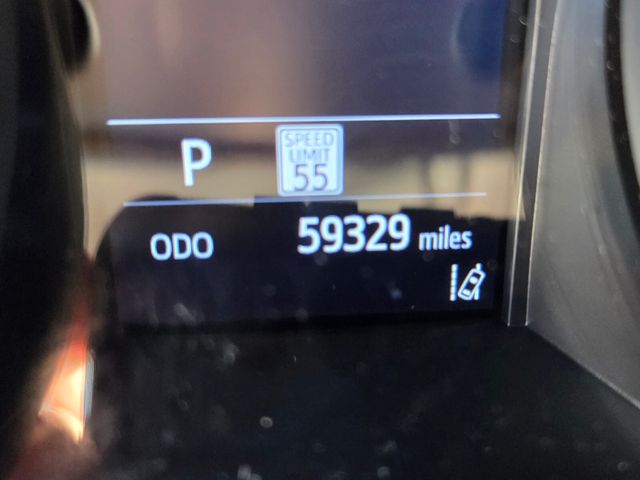 P
SPEED
LIMIT
55
ODO 59329 miles